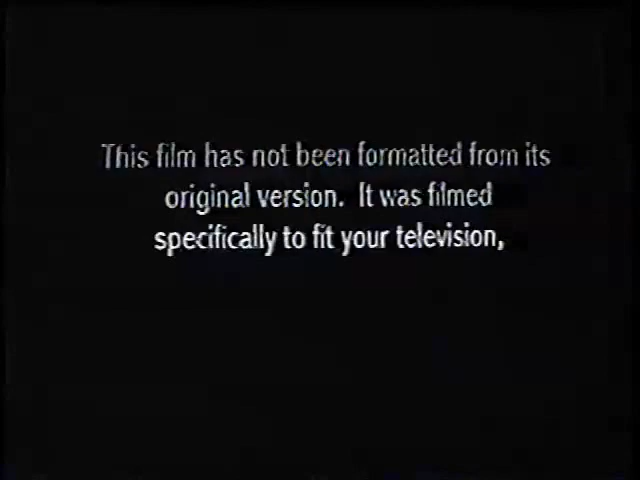 This film has not been formatted from its
original version. It was filmed
specifically to fit your television,